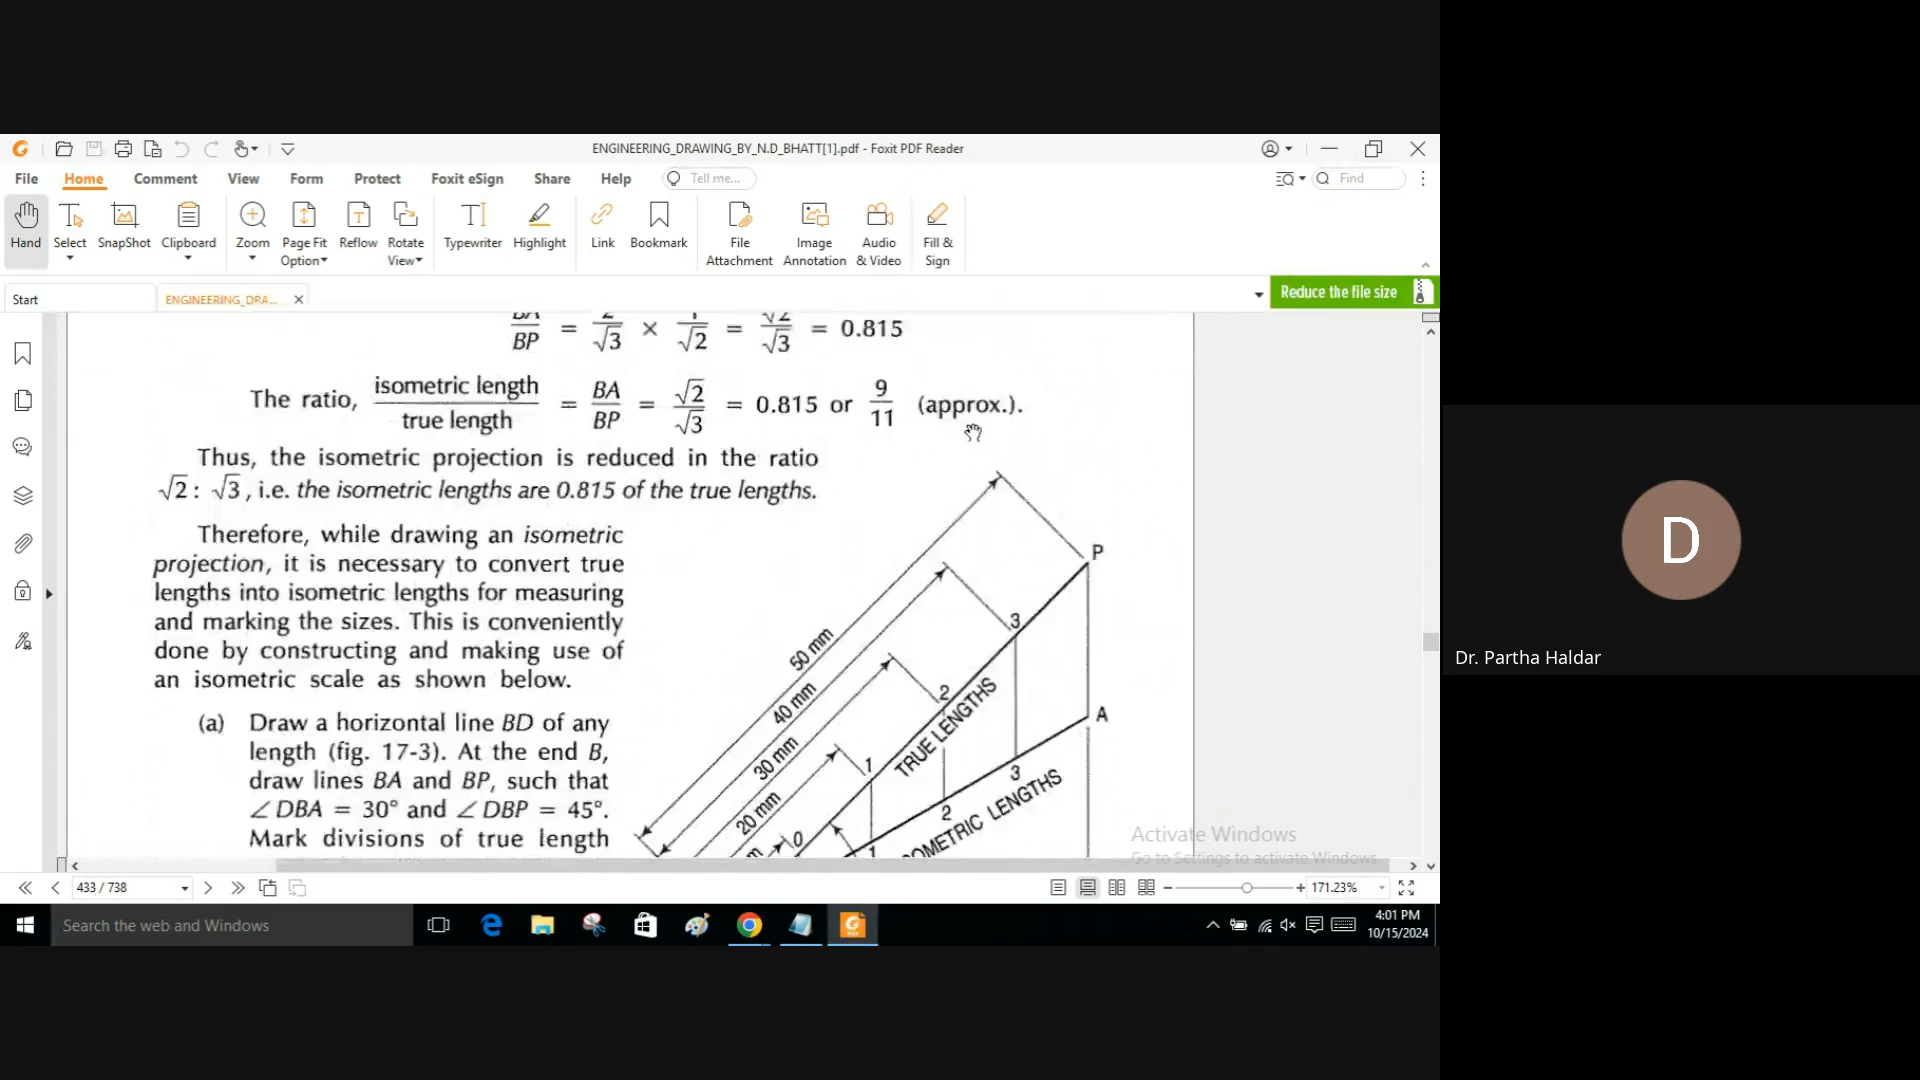 ENGINEERING_DRAWING_BY_N.D_BHATT[1].pdf - Foxit PDF Reader
File Home Comment View Form Protect Foxit eSign Share Help Tell me... Find
Hand Select SnapShot Clipboard Zoom Page Fit Option Reflow Rotate View Typewriter Highlight Link Bookmark File Attachment Image Annotation Audio & Video Fill & Sign
Start ENGINEERING_DRA... Reduce the file size
BA/BP = 2/√3 × 1/√2 = √2/√3 = 0.815
The ratio, isometric length/true length = BA/BP = √2/√3 = 0.815 or 9/11 (approx.).
Thus, the isometric projection is reduced in the ratio
√2 : √3, i.e. the isometric lengths are 0.815 of the true lengths.
Therefore, while drawing an isometric
projection, it is necessary to convert true
lengths into isometric lengths for measuring
and marking the sizes. This is conveniently
done by constructing and making use of
an isometric scale as shown below.
(a) Draw a horizontal line BD of any
length (fig. 17-3). At the end B,
draw lines BA and BP, such that
∠DBA = 30° and ∠DBP = 45°.
Mark divisions of true length
P
3
50 mm
2
40 mm
TRUE LENGTHS
A
30 mm
1
3
20 mm
2
0
1
OMETRIC LENGTHS
Activate Windows
Go to Settings to activate Windows.
433 / 738
171.23%
Search the web and Windows
4:01 PM
10/15/2024
D
Dr. Partha Haldar